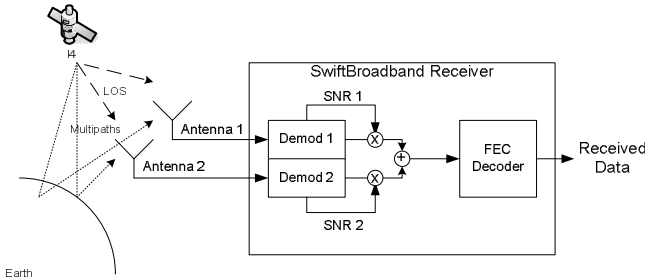 I4
LOS
Multipaths
Antenna 1
Antenna 2
Earth
SwiftBroadband Receiver
SNR 1
Demod 1
X
+
Demod 2
X
SNR 2
FEC
Decoder
Received
Data